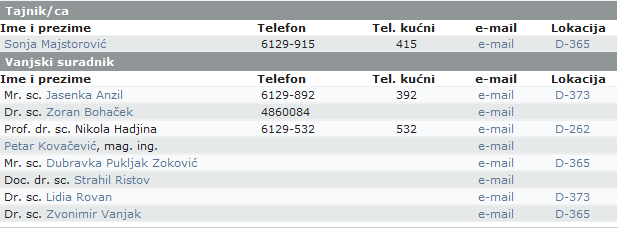 Tajnik/ca
Ime i prezime Telefon Tel. kućni e-mail Lokacija
Sonja Majstorović 6129-915 415 e-mail D-365
Vanjski suradnik
Ime i prezime Telefon Tel. kućni e-mail Lokacija
Mr. sc. Jasenka Anzil 6129-892 392 e-mail D-373
Dr. sc. Zoran Bohaček 4860084 e-mail
Prof. dr. sc. Nikola Hadjina 6129-532 532 e-mail D-262
Petar Kovačević, mag. ing. e-mail
Mr. sc. Dubravka Pukljak Zoković e-mail D-365
Doc. dr. sc. Strahil Ristov e-mail
Dr. sc. Lidia Rovan e-mail D-373
Dr. sc. Zvonimir Vanjak e-mail D-365